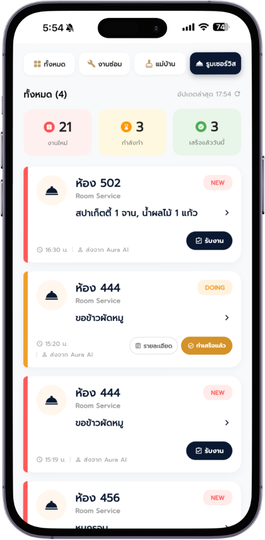 5:54
74
ทั้งหมด งานซ่อม แม่บ้าน รูมเซอร์วิส
ทั้งหมด (4) อัปเดตล่าสุด 17:54
21 3 3
งานใหม่ กำลังทำ เสร็จแล้ววันนี้
ห้อง 502 NEW
Room Service
สปาเก็ตตี้ 1 จาน, น้ำผลไม้ 1 แก้ว
16:30 น. ส่งจาก Aura AI รับงาน
ห้อง 444 DOING
Room Service
ขอข้าวผัดหมู
15:20 น. รายละเอียด ทำเสร็จแล้ว
ส่งจาก Aura AI
ห้อง 444 NEW
Room Service
ขอข้าวผัดหมู
15:19 น. ส่งจาก Aura AI รับงาน
ห้อง 456 NEW
Room Service